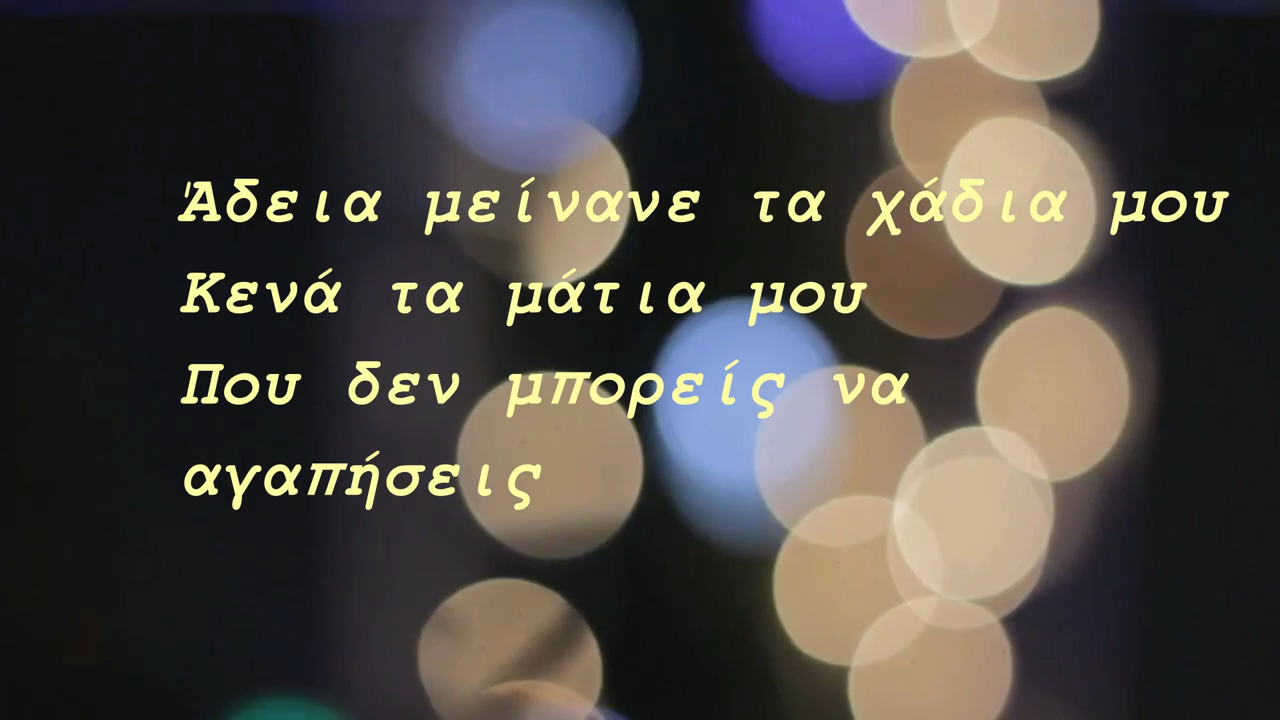 Άδεια μείνανε τα χάδια μου
Κενά τα μάτια μου
Που δεν μπορείς να
αγαπήσεις